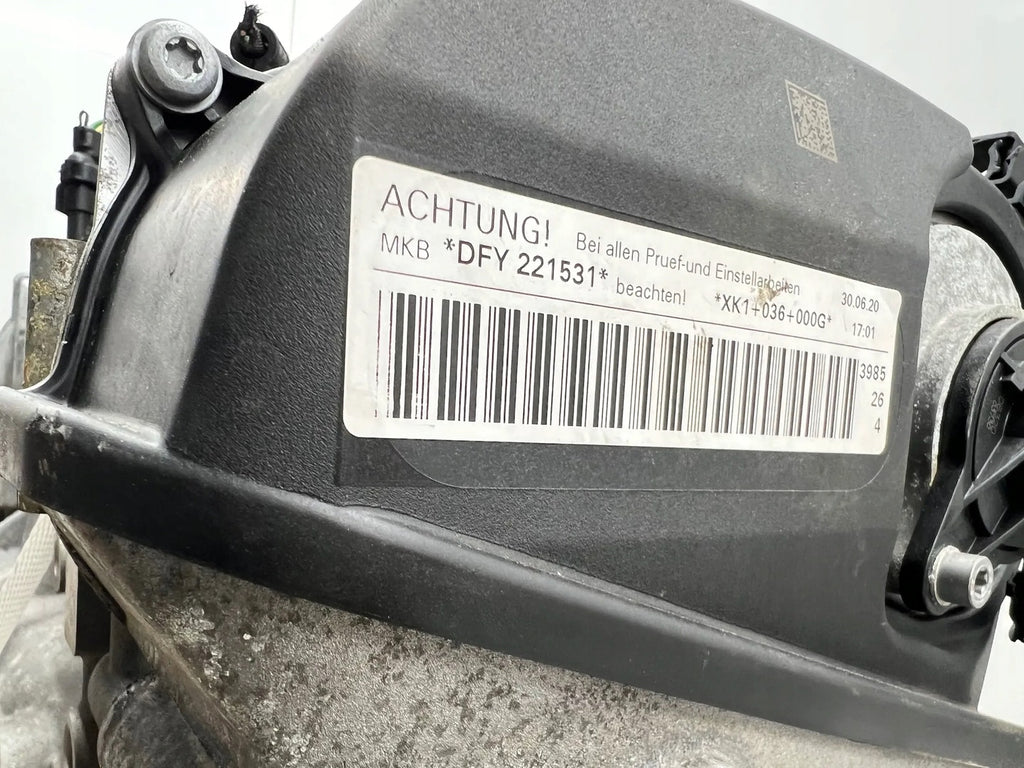 ACHTUNG! Bei allen Pruef-und Einstellarbeiten 30.06.20
MKB *DFY 221531* beachten! *XK1+036+000G* 17:01
3985
26
4